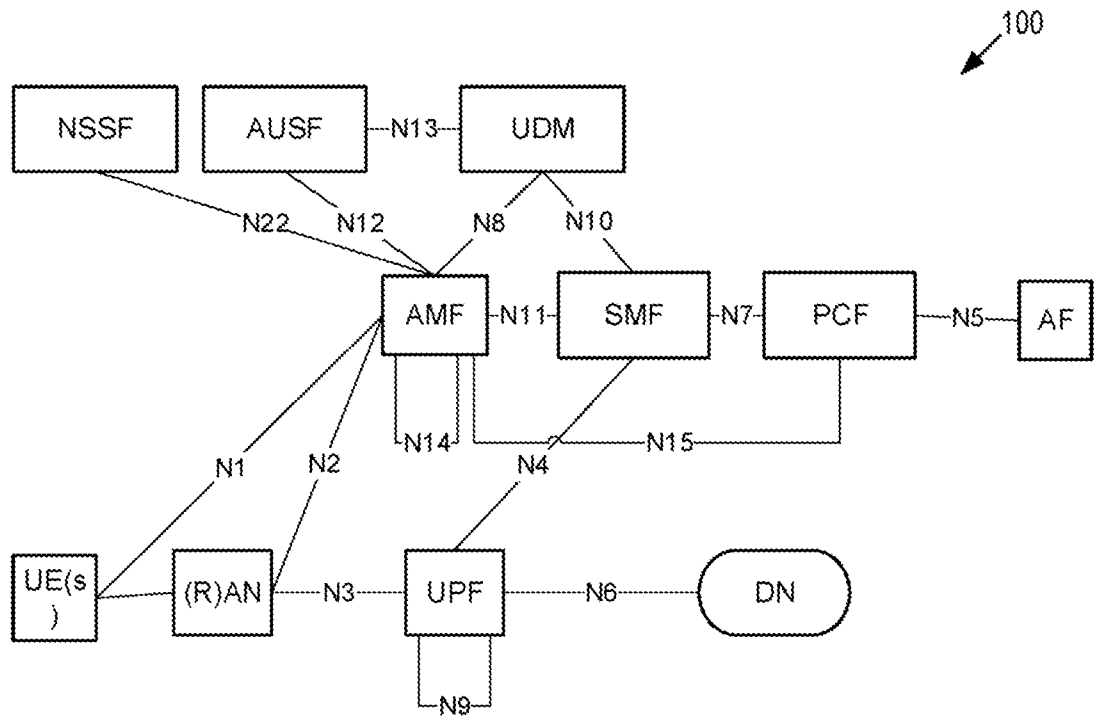 100
NSSF
AUSF
N13
UDM
N22
N12
N8
N10
AMF
N11
SMF
N7
PCF
N5
AF
N14
N15
N1
N2
N4
UE(s
)
(R)AN
N3
UPF
N6
DN
N9